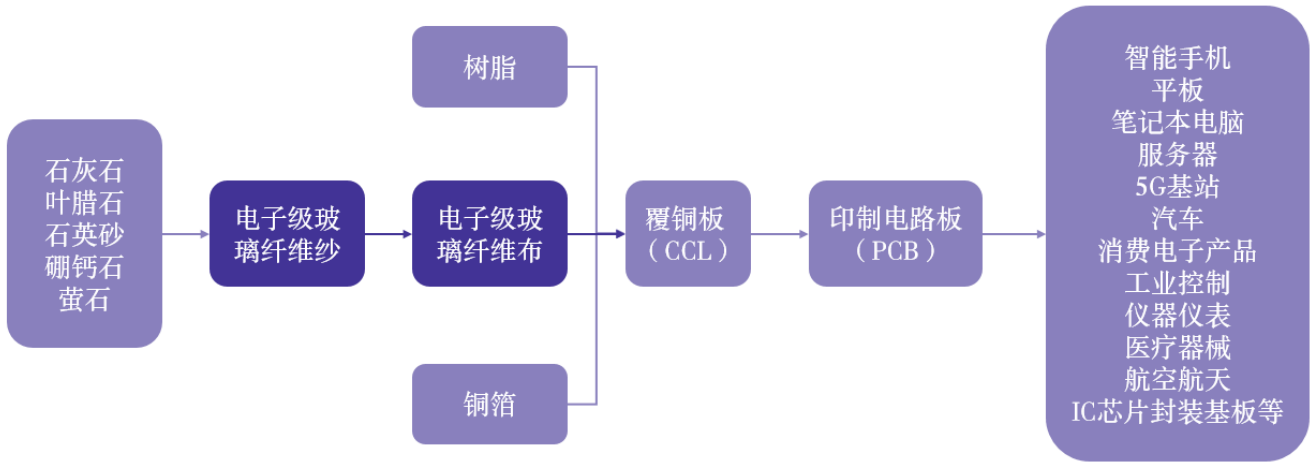 石灰石
叶腊石
石英砂
硼钙石
萤石
电子级玻
璃纤维纱
树脂
电子级玻
璃纤维布
铜箔
覆铜板
（CCL）
印制电路板
（PCB）
智能手机
平板
笔记本电脑
服务器
5G基站
汽车
消费电子产品
工业控制
仪器仪表
医疗器械
航空航天
IC芯片封装基板等